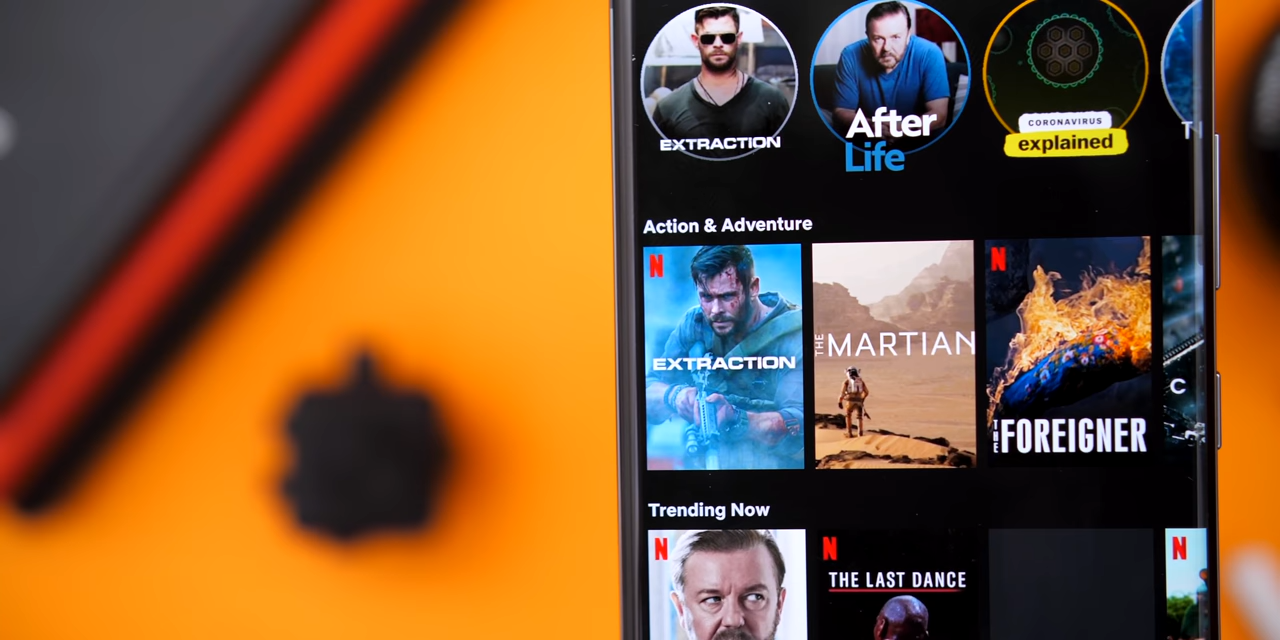 EXTRACTION
After
Life
CORONAVIRUS
explained
T
Action & Adventure
N
EXTRACTION
THE MARTIAN
N
THE FOREIGNER
C
Trending Now
N
N
THE LAST DANCE
N